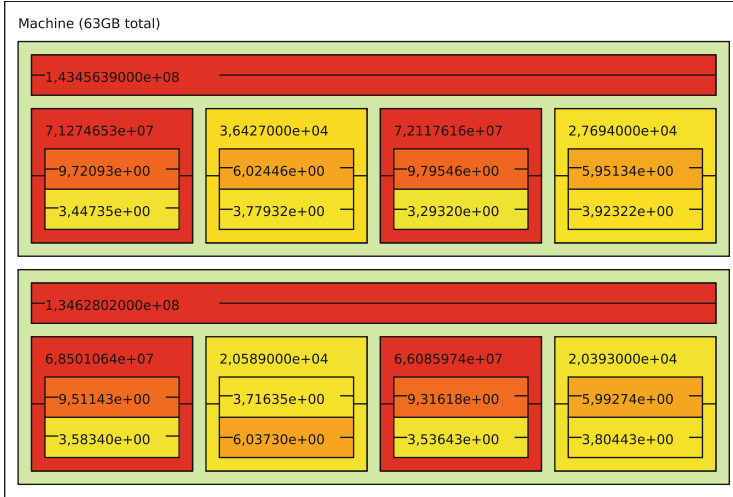 Machine (63GB total)
1,4345639000e+08
7,1274653e+07 3,6427000e+04 7,2117616e+07 2,7694000e+04
9,72093e+00 6,02446e+00 9,79546e+00 5,95134e+00
3,44735e+00 3,77932e+00 3,29320e+00 3,92322e+00
1,3462802000e+08
6,8501064e+07 2,0589000e+04 6,6085974e+07 2,0393000e+04
9,51143e+00 3,71635e+00 9,31618e+00 5,99274e+00
3,58340e+00 6,03730e+00 3,53643e+00 3,80443e+00